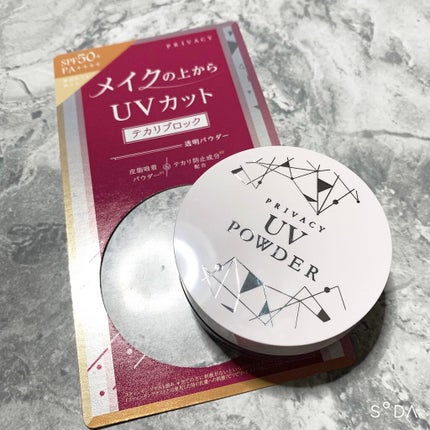 SPF50+
PA++++
PRIVACY
メイクの上から
UVカット
テカリブロック
透明パウダー
皮脂吸着
パウダー
&
テカリ防止成分
配合
PRIVACY
UV
POWDER
SODA